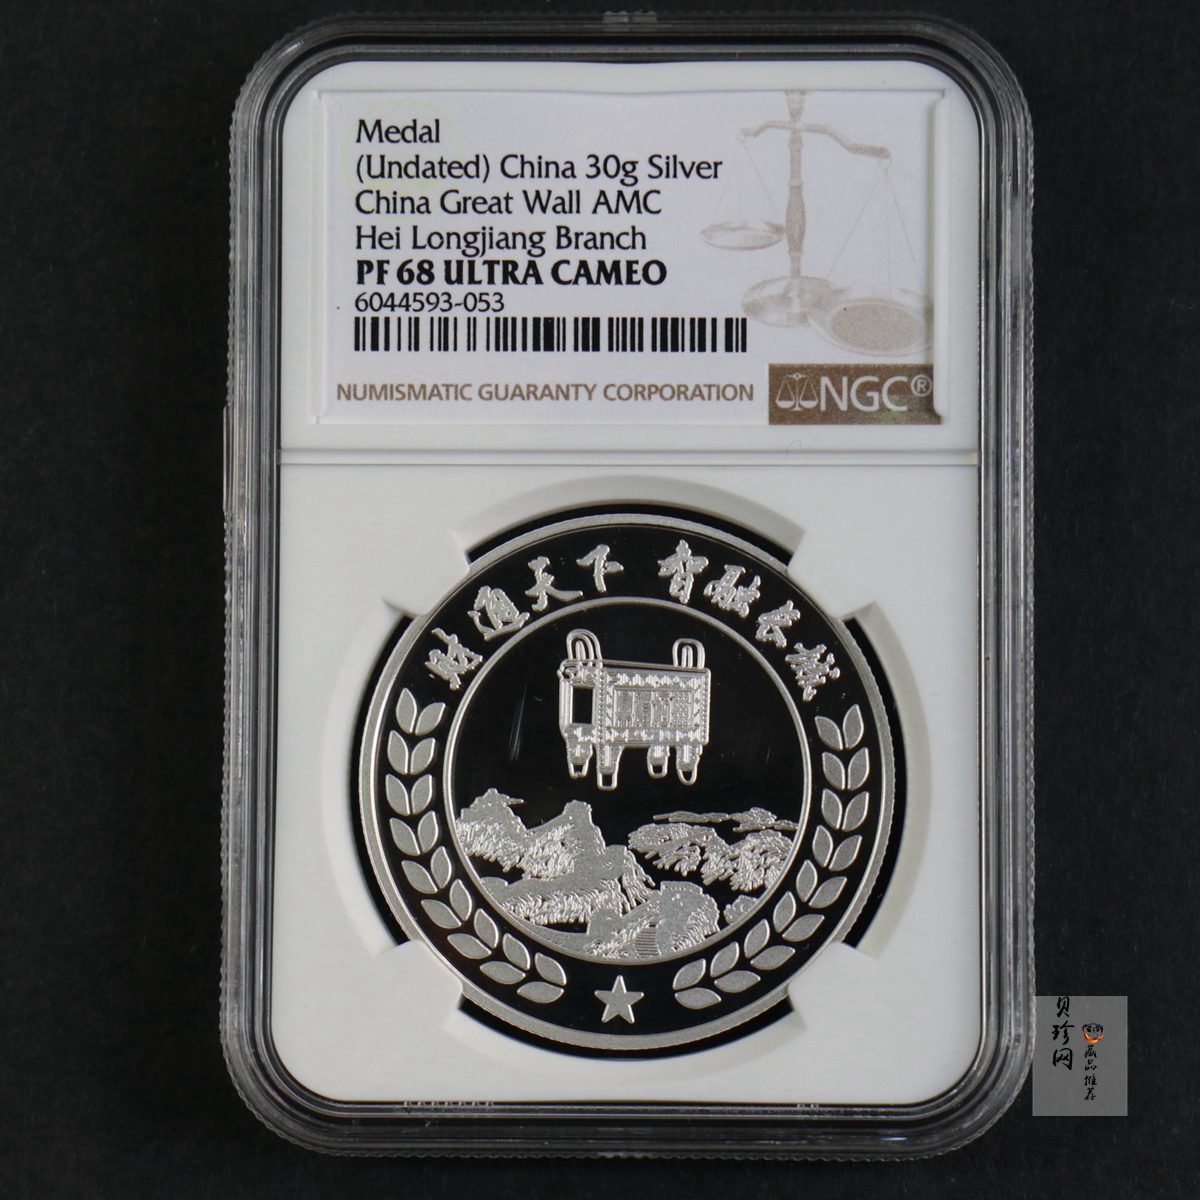 Medal
(Undated) China 30g Silver
China Great Wall AMC
Hei Longjiang Branch
PF 68 ULTRA CAMEO
6044593-053
NUMISMATIC GUARANTY CORPORATION
NGC®
财通天下 智融长城
贝珍网
藏品推荐